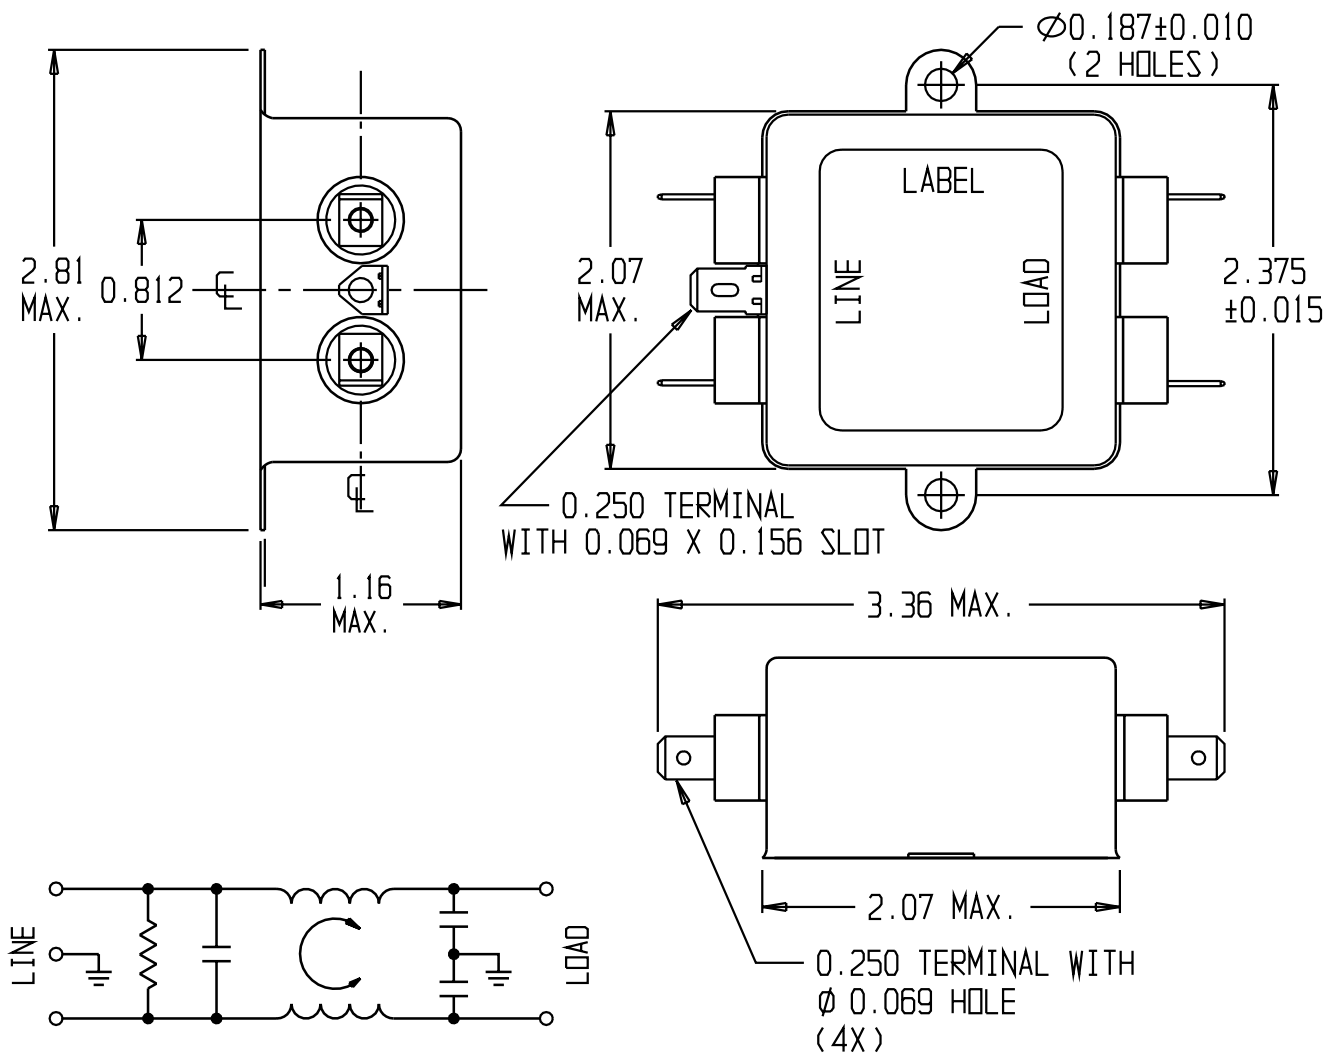 Ø0.187±0.010
(2 HOLES)
LABEL
LINE
LOAD
2.81
MAX.
0.812
2.07
MAX.
2.375
±0.015
0.250 TERMINAL
WITH 0.069 X 0.156 SLOT
1.16
MAX.
3.36 MAX.
2.07 MAX.
LINE
LOAD
0.250 TERMINAL WITH
Ø 0.069 HOLE
(4X)